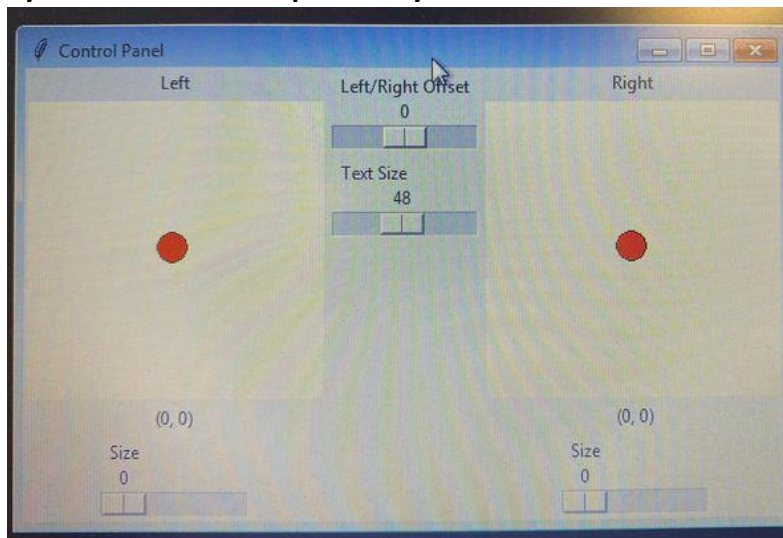 Control Panel
Left
Left/Right Offset
Right
0
Text Size
48
(0, 0)
(0, 0)
Size
0
Size
0